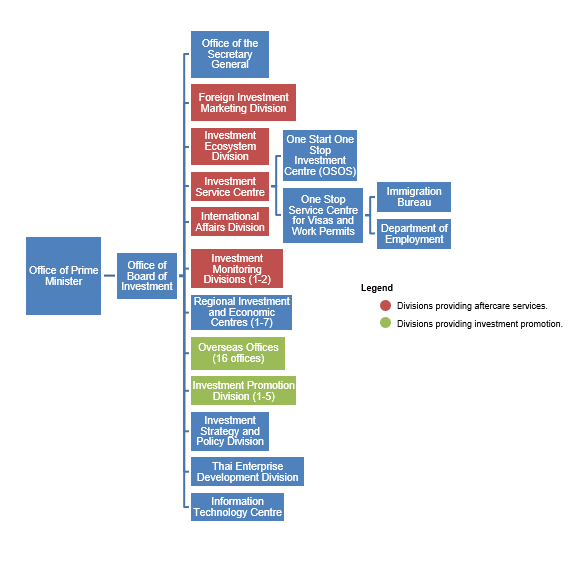 Office of the
Secretary
General
Foreign Investment
Marketing Division
Investment
Ecosystem
Division
One Start One
Stop
Investment
Centre (OSOS)
Investment
Service Centre
One Stop
Service Centre
for Visas and
Work Permits
Immigration
Bureau
Department of
Employment
International
Affairs Division
Office of Prime
Minister
Office of
Board of
Investment
Investment
Monitoring
Divisions (1-2)
Regional Investment
and Economic
Centres (1-7)
Overseas Offices
(16 offices)
Investment Promotion
Division (1-5)
Investment
Strategy and
Policy Division
Thai Enterprise
Development Division
Information
Technology Centre
Legend
Divisions providing aftercare services.
Divisions providing investment promotion.